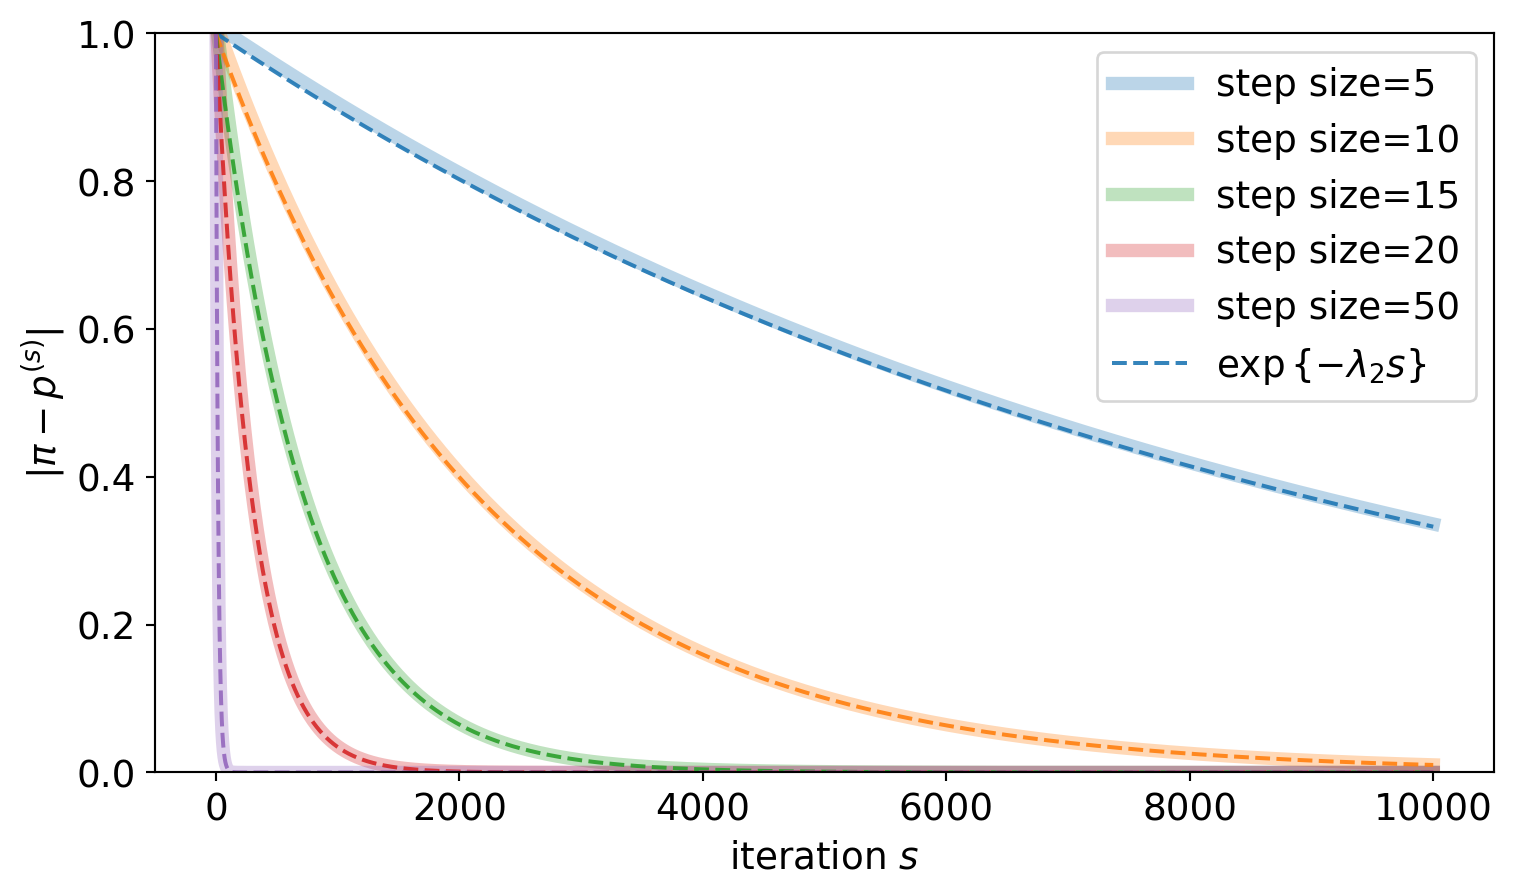 1.0
0.8
0.6
0.4
0.2
0.0
|π − p⁽ˢ⁾|
0
2000
4000
6000
8000
10000
iteration s
step size=5
step size=10
step size=15
step size=20
step size=50
exp {−λ₂s}